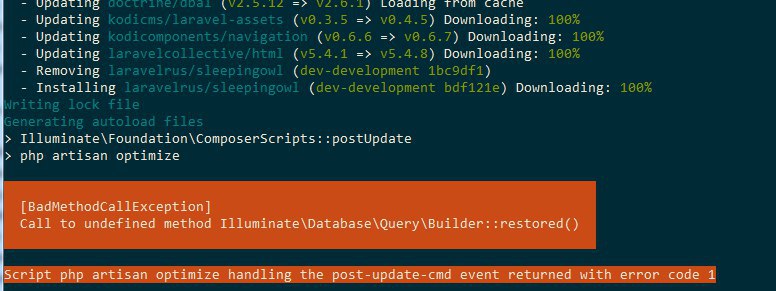 - Updating doctrine/dbal (v2.5.12 => v2.6.1) Loading from cache
- Updating kodicms/laravel-assets (v0.3.5 => v0.4.5) Downloading: 100%
- Updating kodicomponents/navigation (v0.6.6 => v0.6.7) Downloading: 100%
- Updating laravelcollective/html (v5.4.1 => v5.4.8) Downloading: 100%
- Removing laravelrus/sleepingowl (dev-development 1bc9df1)
- Installing laravelrus/sleepingowl (dev-development bdf121e) Downloading: 100%
Writing lock file
Generating autoload files
> Illuminate\Foundation\ComposerScripts::postUpdate
> php artisan optimize
[BadMethodCallException]
Call to undefined method Illuminate\Database\Query\Builder::restored()
Script php artisan optimize handling the post-update-cmd event returned with error code 1